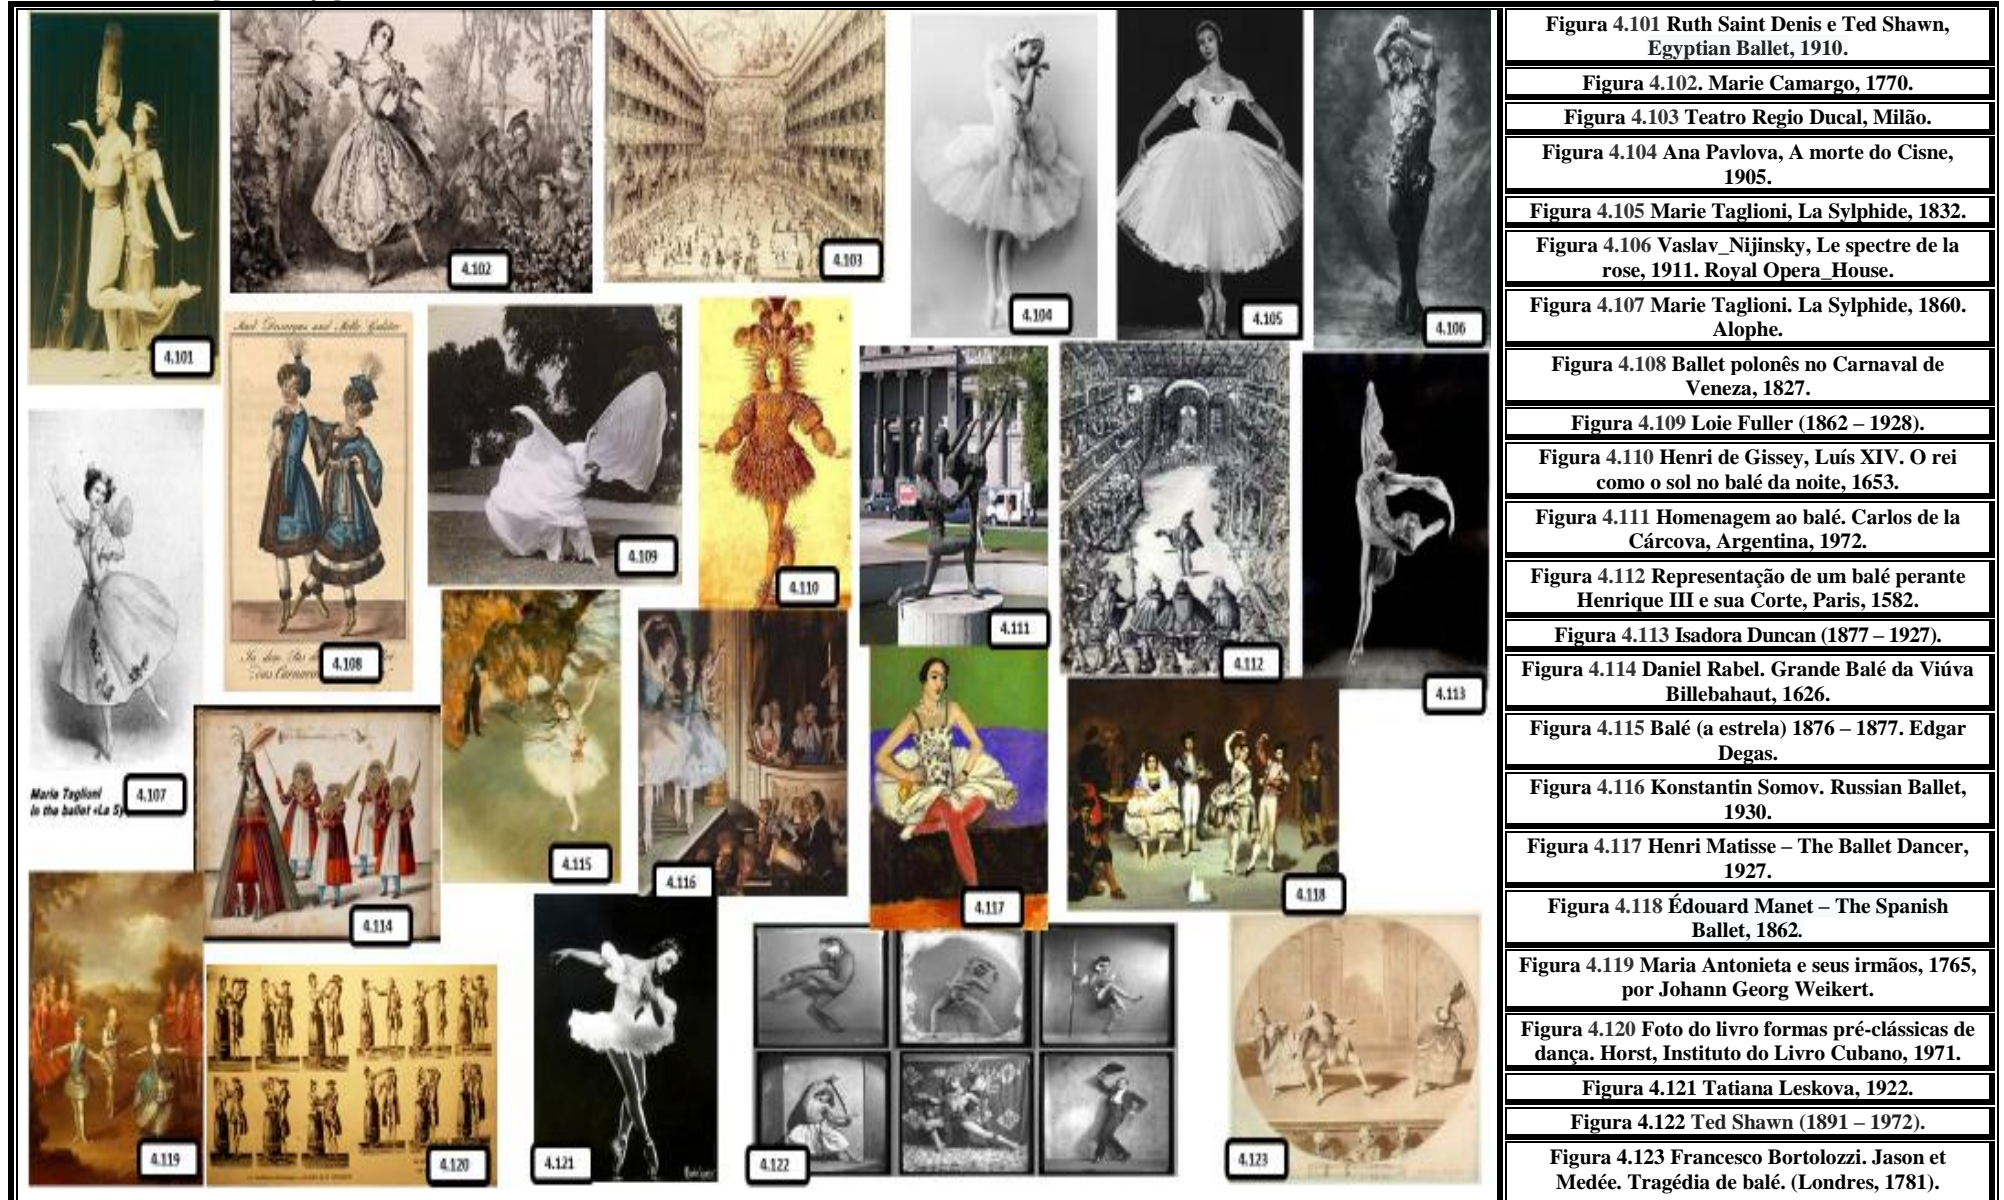 4.101
4.102
4.103
4.104
4.105
4.106
4.107
4.108
4.109
4.110
4.111
4.112
4.113
4.114
4.115
4.116
4.117
4.118
4.119
4.120
4.121
4.122
4.123
Marie Taglioni
in the ballet «La Sy
Figura 4.101 Ruth Saint Denis e Ted Shawn,
Egyptian Ballet, 1910.
Figura 4.102. Marie Camargo, 1770.
Figura 4.103 Teatro Regio Ducal, Milão.
Figura 4.104 Ana Pavlova, A morte do Cisne,
1905.
Figura 4.105 Marie Taglioni, La Sylphide, 1832.
Figura 4.106 Vaslav_Nijinsky, Le spectre de la
rose, 1911. Royal Opera_House.
Figura 4.107 Marie Taglioni. La Sylphide, 1860.
Alophe.
Figura 4.108 Ballet polonês no Carnaval de
Veneza, 1827.
Figura 4.109 Loie Fuller (1862 – 1928).
Figura 4.110 Henri de Gissey, Luís XIV. O rei
como o sol no balé da noite, 1653.
Figura 4.111 Homenagem ao balé. Carlos de la
Cárcova, Argentina, 1972.
Figura 4.112 Representação de um balé perante
Henrique III e sua Corte, Paris, 1582.
Figura 4.113 Isadora Duncan (1877 – 1927).
Figura 4.114 Daniel Rabel. Grande Balé da Viúva
Billebahaut, 1626.
Figura 4.115 Balé (a estrela) 1876 – 1877. Edgar
Degas.
Figura 4.116 Konstantin Somov. Russian Ballet,
1930.
Figura 4.117 Henri Matisse – The Ballet Dancer,
1927.
Figura 4.118 Édouard Manet – The Spanish
Ballet, 1862.
Figura 4.119 Maria Antonieta e seus irmãos, 1765,
por Johann Georg Weikert.
Figura 4.120 Foto do livro formas pré-clássicas de
dança. Horst, Instituto do Livro Cubano, 1971.
Figura 4.121 Tatiana Leskova, 1922.
Figura 4.122 Ted Shawn (1891 – 1972).
Figura 4.123 Francesco Bortolozzi. Jason et
Medée. Tragédia de balé. (Londres, 1781).